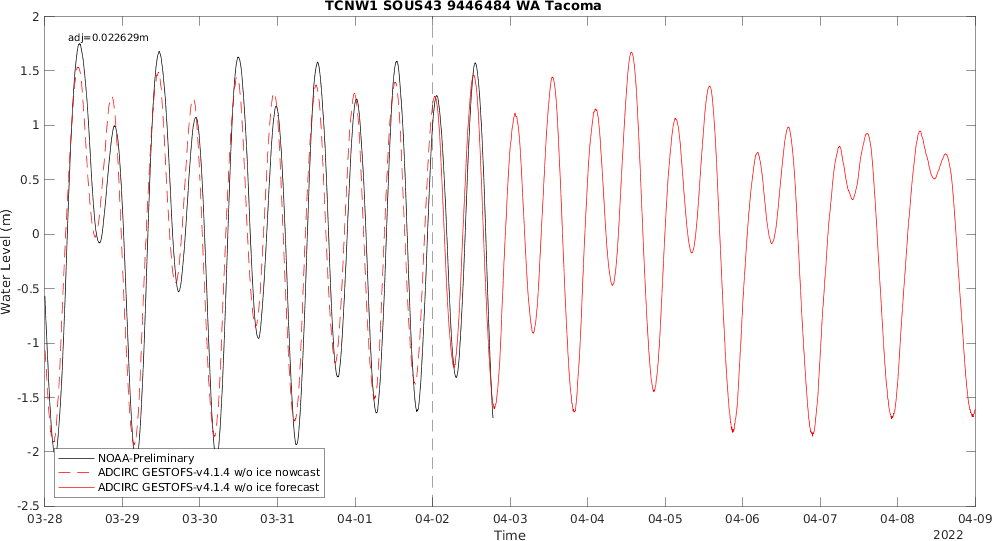 TCNW1 SOUS43 9446484 WA Tacoma
adj=0.022629m
2
1.5
1
0.5
0
-0.5
-1
-1.5
-2
-2.5
Water Level (m)
NOAA-Preliminary
ADCIRC GESTOFS-v4.1.4 w/o ice nowcast
ADCIRC GESTOFS-v4.1.4 w/o ice forecast
03-28 03-29 03-30 03-31 04-01 04-02 04-03 04-04 04-05 04-06 04-07 04-08 04-09
Time
2022